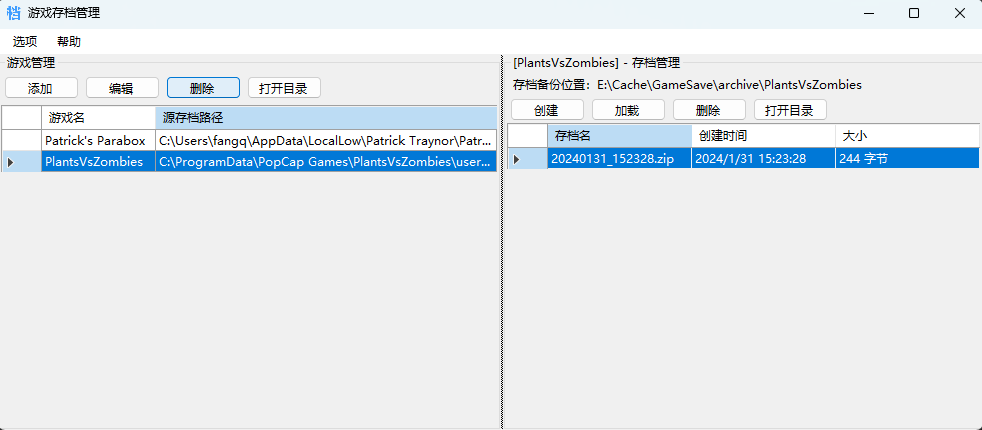 档 游戏存档管理
选项 帮助
游戏管理
添加 编辑 删除 打开目录
游戏名 源存档路径
Patrick's Parabox C:\Users\fangq\AppData\LocalLow\Patrick Traynor\Patr...
PlantsVsZombies C:\ProgramData\PopCap Games\PlantsVsZombies\user...
[PlantsVsZombies] - 存档管理
存档备份位置：E:\Cache\GameSave\archive\PlantsVsZombies
创建 加载 删除 打开目录
存档名 创建时间 大小
20240131_152328.zip 2024/1/31 15:23:28 244 字节